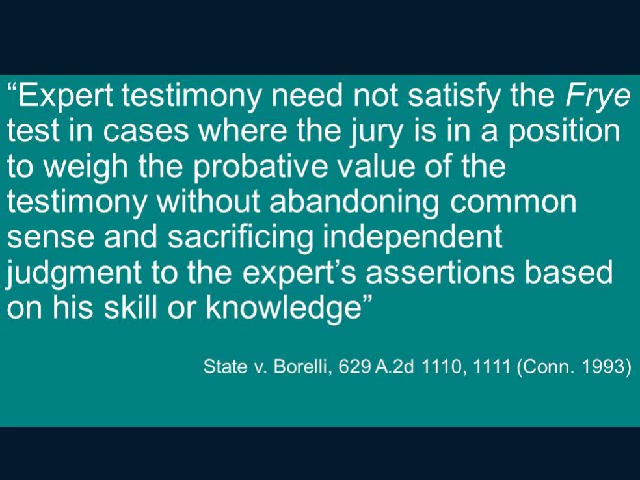 “Expert testimony need not satisfy the Frye
test in cases where the jury is in a position
to weigh the probative value of the
testimony without abandoning common
sense and sacrificing independent
judgment to the expert’s assertions based
on his skill or knowledge”
State v. Borelli, 629 A.2d 1110, 1111 (Conn. 1993)